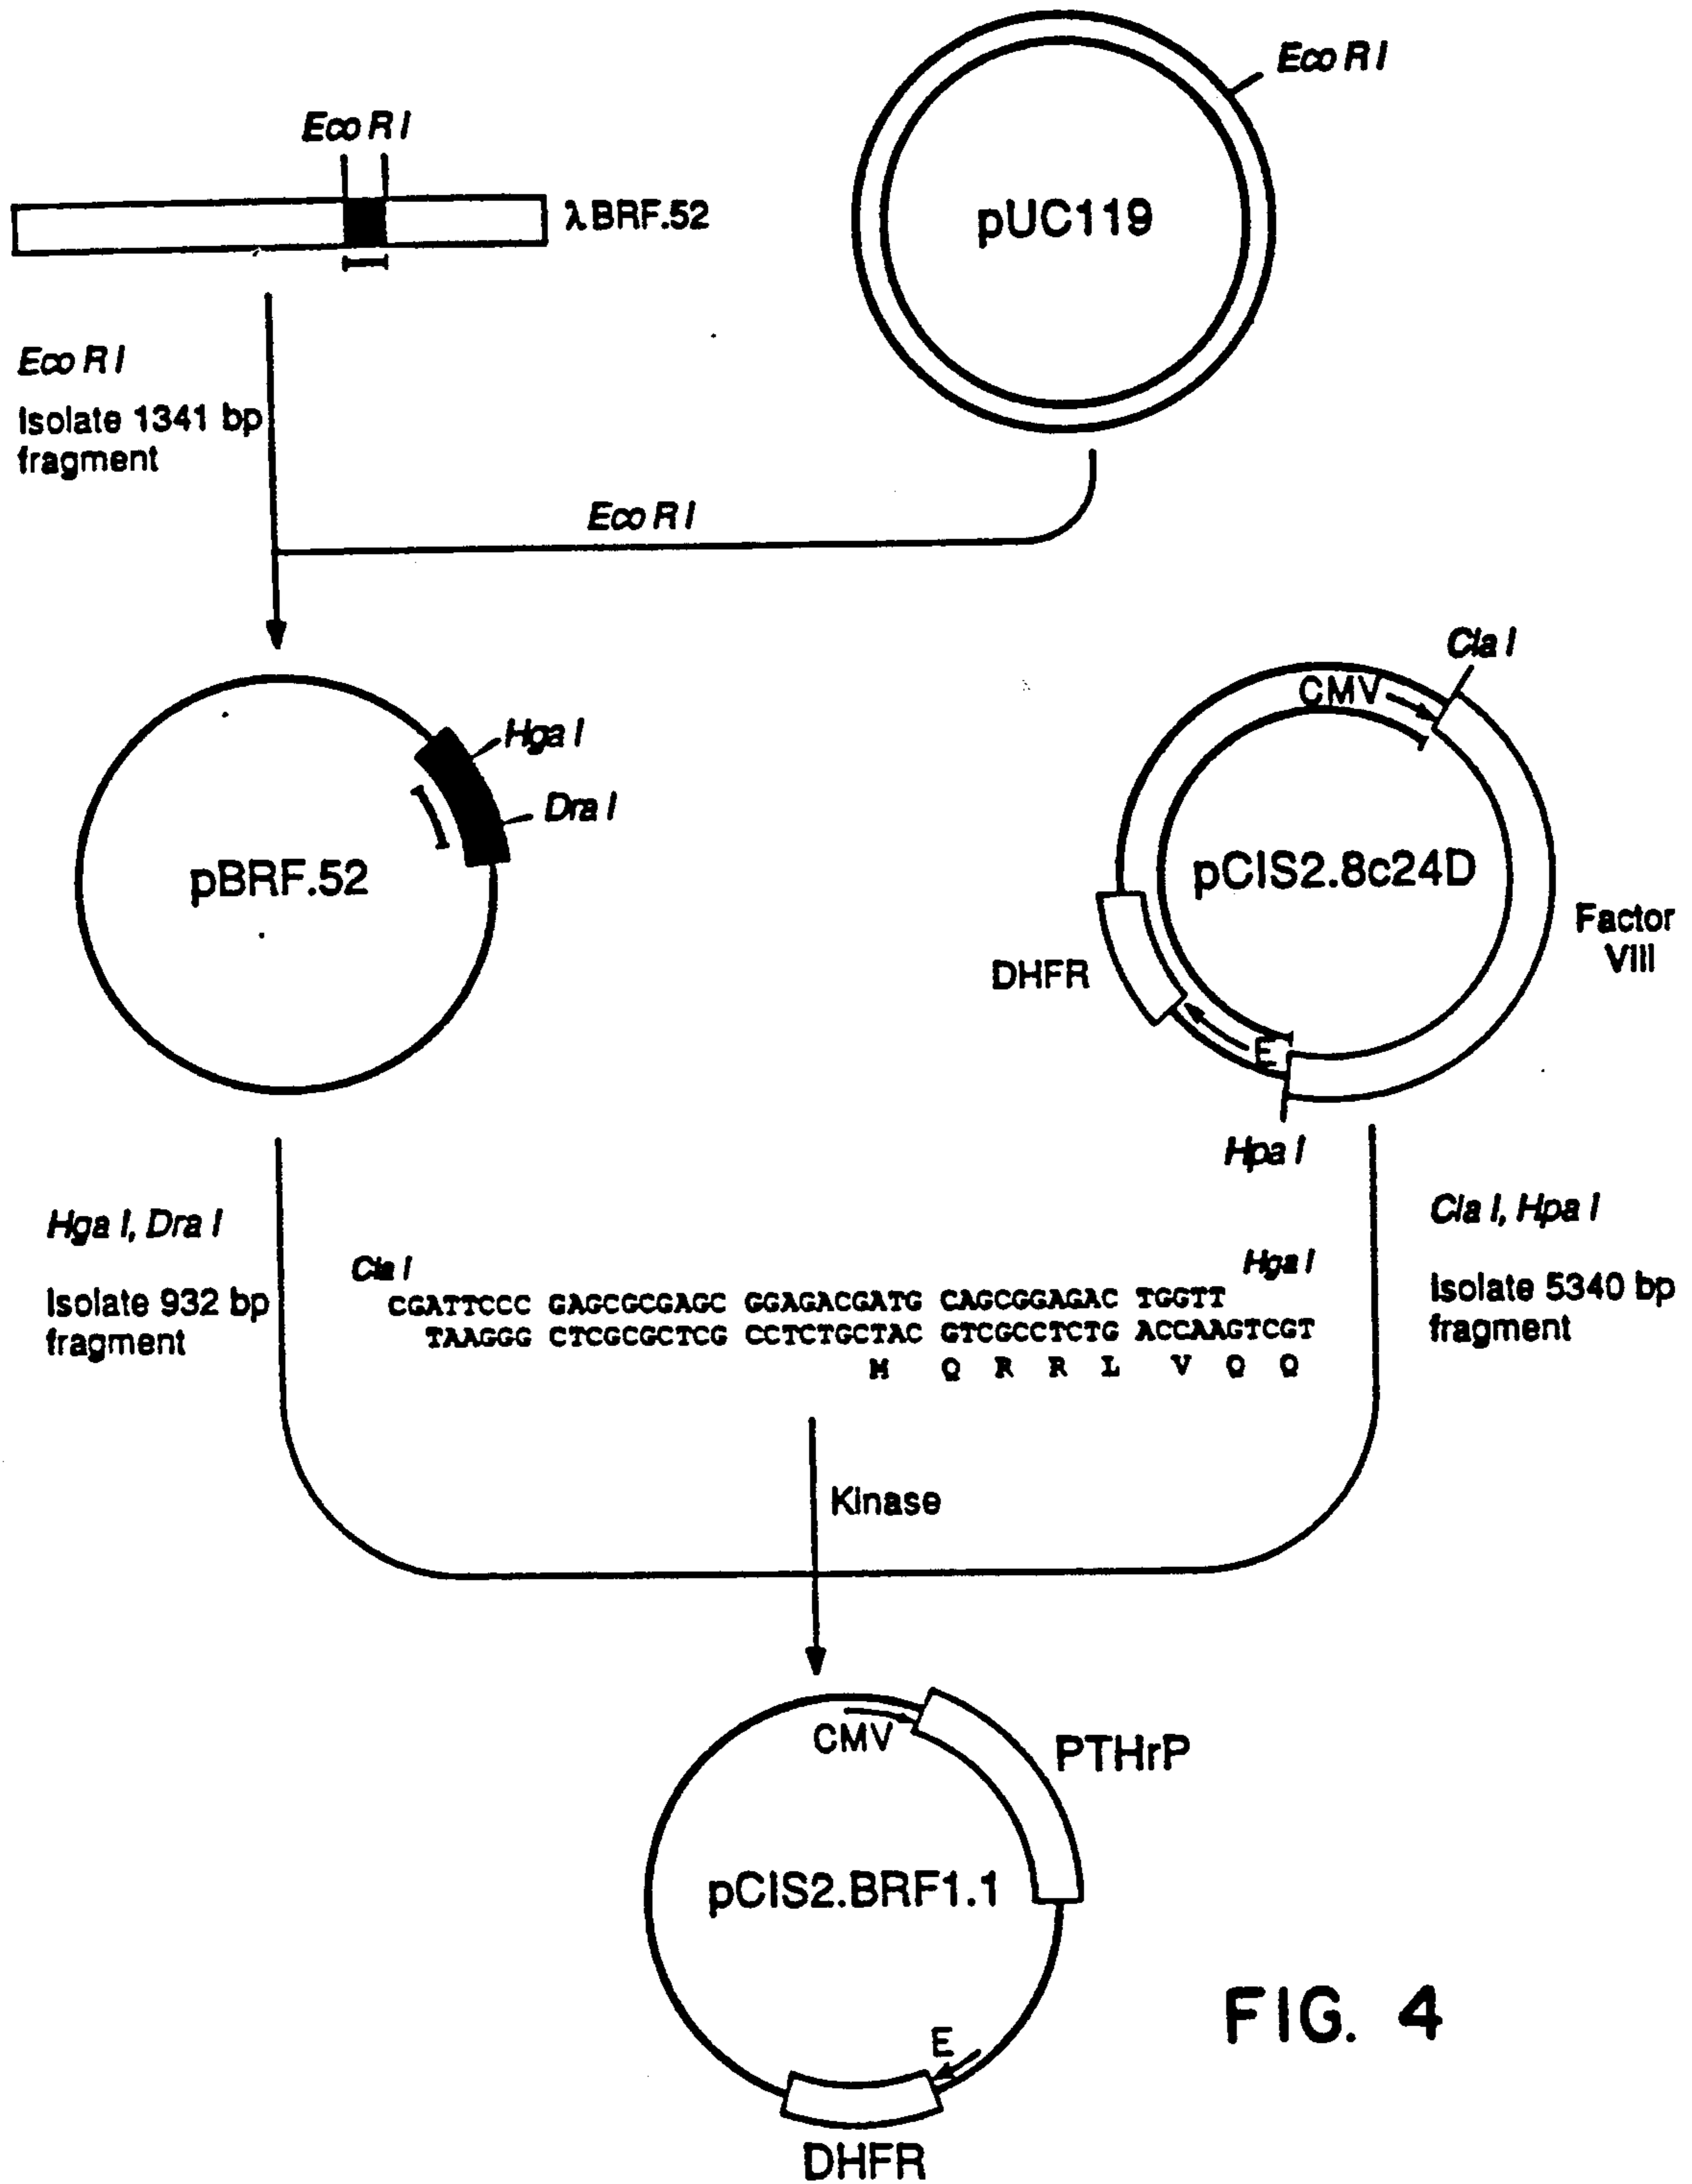 Eco R I
Eco R I
λ BRF.52
pUC119
Eco R I
Isolate 1341 bp
fragment
Eco R I
Cla I
CMV
Hga I
Dra I
pBRF.52
pCIS2.8c24D
Factor
VIII
DHFR
E
Hpa I
Hga I, Dra I
Isolate 932 bp
fragment
Cla I, Hpa I
Isolate 5340 bp
fragment
Cla I
Hga I
CGATTCCC GAGCGCGAGC GGAGACGATG CAGCGGAGAC TGGTT
TAAGGG CTCGCGCTCG CCTCTGCTAC GTCGCCTCTG ACCAAGTCGT
M Q R R L V Q Q
Kinase
CMV
PTHrP
pCIS2.BRF1.1
E
DHFR
FIG. 4